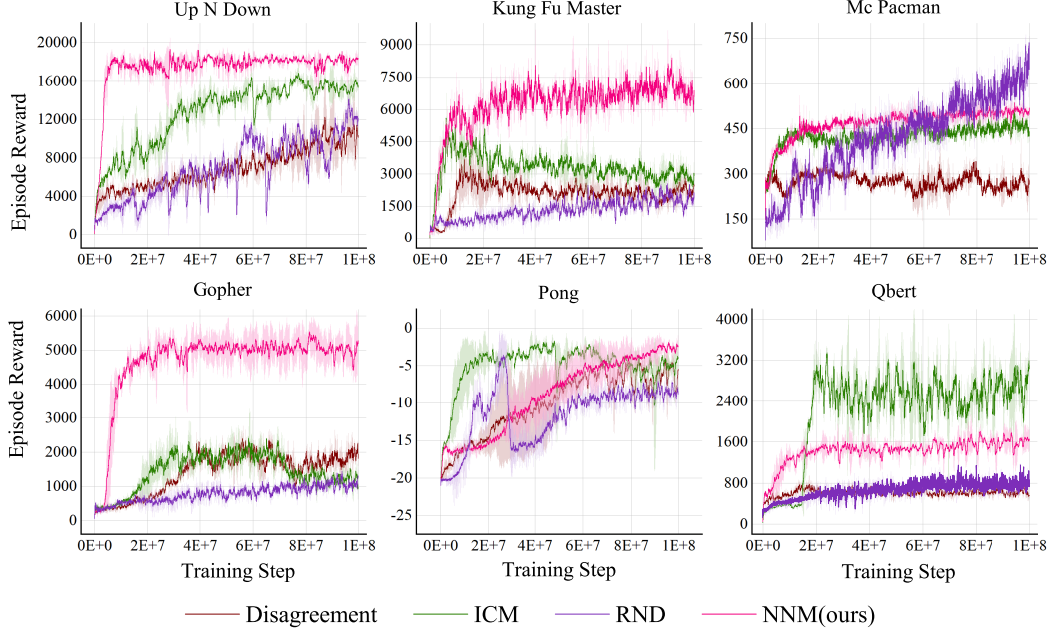 Up N Down
Kung Fu Master
Mc Pacman
20000
16000
12000
8000
4000
0
9000
7500
6000
4500
3000
1500
0
750
600
450
300
150
Episode Reward
0E+0 2E+7 4E+7 6E+7 8E+7 1E+8
0E+0 2E+7 4E+7 6E+7 8E+7 1E+8
0E+0 2E+7 4E+7 6E+7 8E+7 1E+8
Gopher
Pong
Qbert
6000
5000
4000
3000
2000
1000
0
-0
-5
-10
-15
-20
-25
4000
3200
2400
1600
800
0
Episode Reward
0E+0 2E+7 4E+7 6E+7 8E+7 1E+8
0E+0 2E+7 4E+7 6E+7 8E+7 1E+8
0E+0 2E+7 4E+7 6E+7 8E+7 1E+8
Training Step
Training Step
Training Step
Disagreement ICM RND NNM(ours)